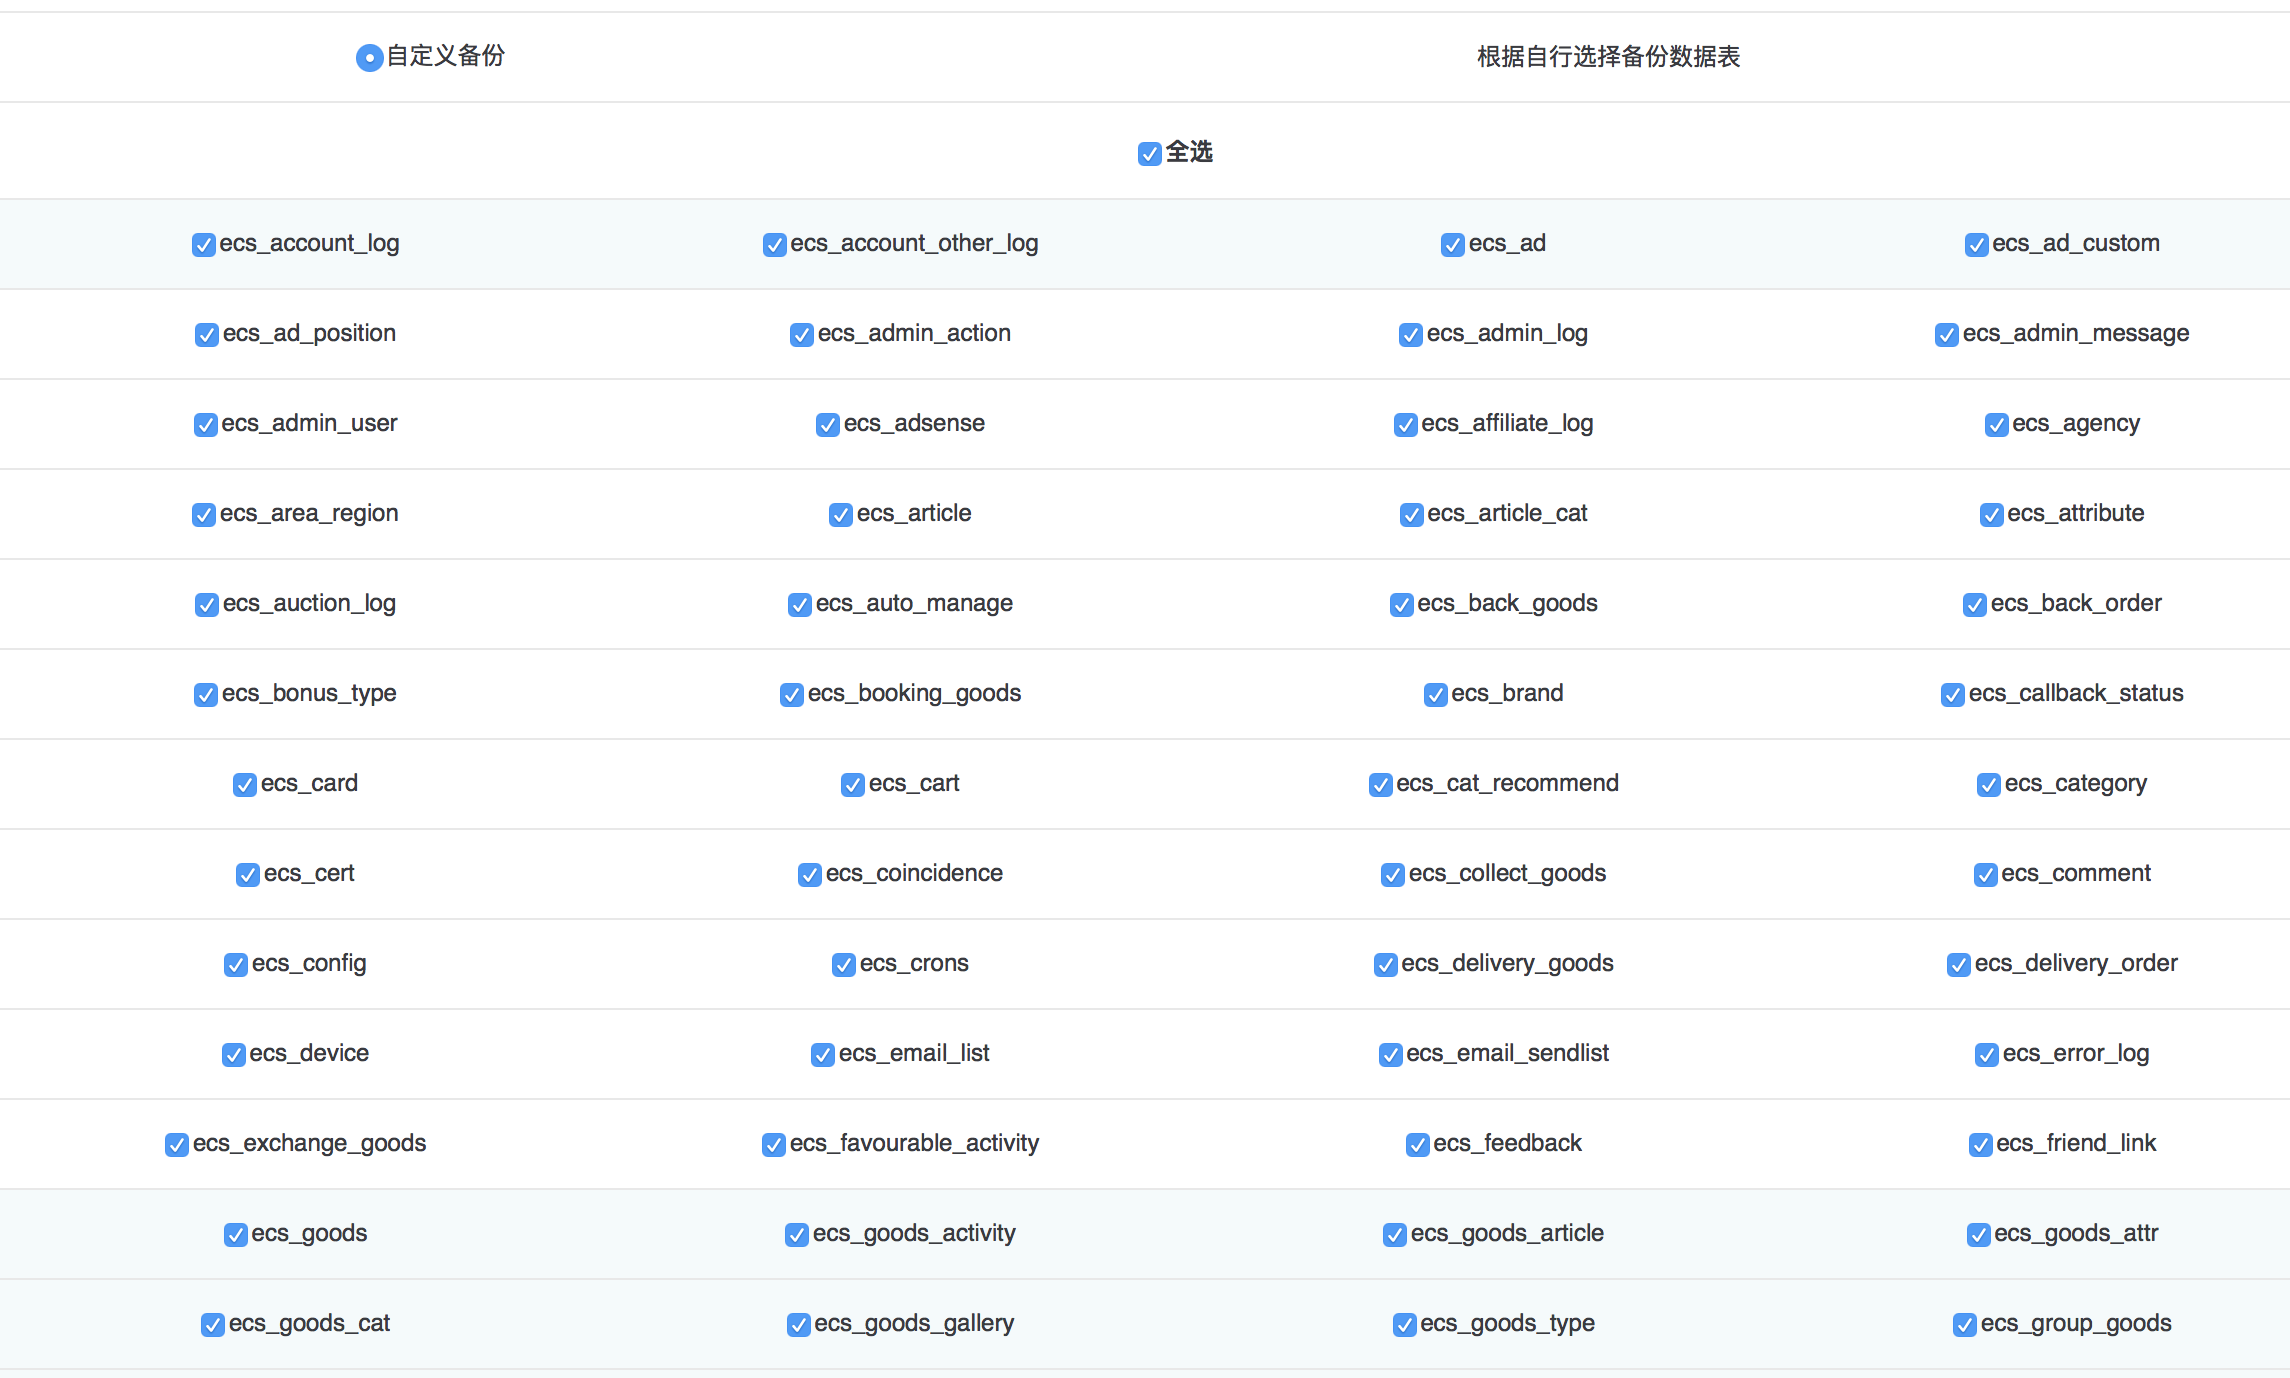 自定义备份 根据自行选择备份数据表
全选
ecs_account_log ecs_account_other_log ecs_ad ecs_ad_custom
ecs_ad_position ecs_admin_action ecs_admin_log ecs_admin_message
ecs_admin_user ecs_adsense ecs_affiliate_log ecs_agency
ecs_area_region ecs_article ecs_article_cat ecs_attribute
ecs_auction_log ecs_auto_manage ecs_back_goods ecs_back_order
ecs_bonus_type ecs_booking_goods ecs_brand ecs_callback_status
ecs_card ecs_cart ecs_cat_recommend ecs_category
ecs_cert ecs_coincidence ecs_collect_goods ecs_comment
ecs_config ecs_crons ecs_delivery_goods ecs_delivery_order
ecs_device ecs_email_list ecs_email_sendlist ecs_error_log
ecs_exchange_goods ecs_favourable_activity ecs_feedback ecs_friend_link
ecs_goods ecs_goods_activity ecs_goods_article ecs_goods_attr
ecs_goods_cat ecs_goods_gallery ecs_goods_type ecs_group_goods